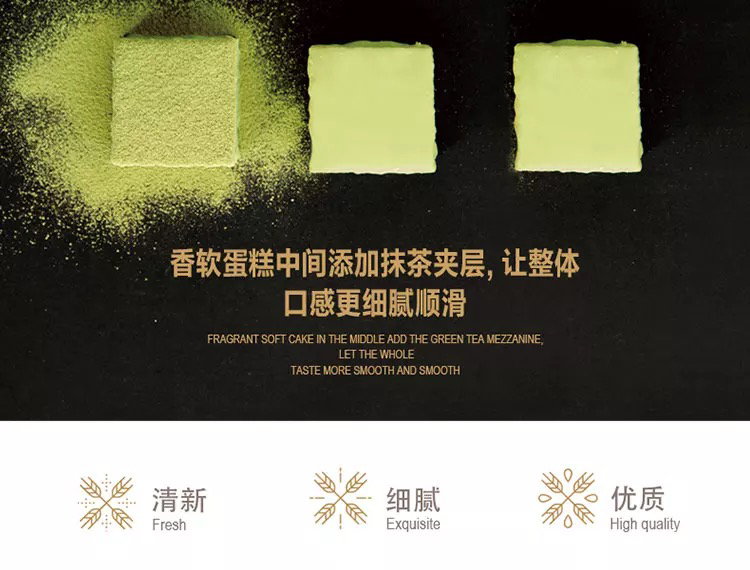 香软蛋糕中间添加抹茶夹层, 让整体
口感更细腻顺滑
FRAGRANT SOFT CAKE IN THE MIDDLE ADD THE GREEN TEA MEZZANINE,
LET THE WHOLE
TASTE MORE SMOOTH AND SMOOTH
清新
Fresh
细腻
Exquisite
优质
High quality